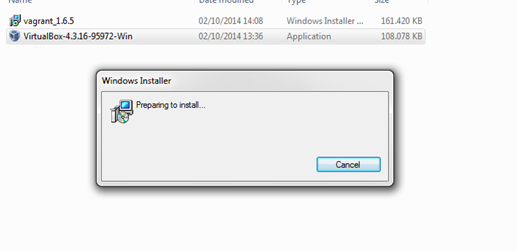 Name Date modified Type Size
vagrant_1.6.5 02/10/2014 14:08 Windows Installer ... 161.420 KB
VirtualBox-4.3.16-95972-Win 02/10/2014 13:36 Application 108.078 KB
Windows Installer
Preparing to install...
Cancel